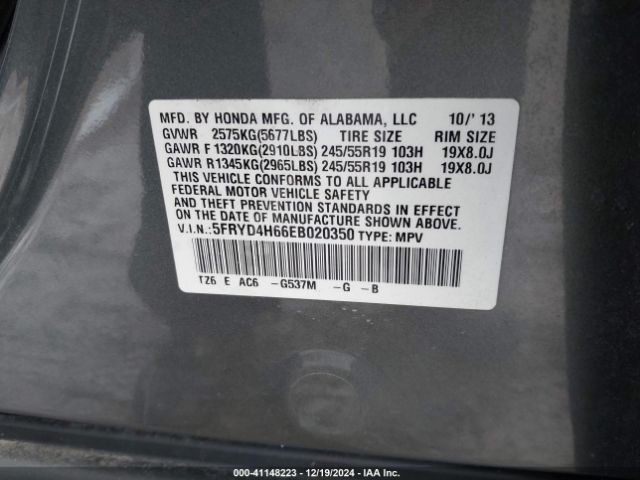 MFD. BY HONDA MFG. OF ALABAMA, LLC 10/' 13
GVWR 2575KG(5677LBS) TIRE SIZE RIM SIZE
GAWR F 1320KG(2910LBS) 245/55R19 103H 19X8.0J
GAWR R 1345KG(2965LBS) 245/55R19 103H 19X8.0J
THIS VEHICLE CONFORMS TO ALL APPLICABLE
FEDERAL MOTOR VEHICLE SAFETY
AND THEFT PREVENTION STANDARDS IN EFFECT
ON THE DATE OF MANUFACTURE SHOWN ABOVE.
V.I.N.:5FRYD4H66EB020350 TYPE: MPV
TZ6 E AC6 -G537M -G -B
000-41148223 - 12/19/2024 - IAA Inc.